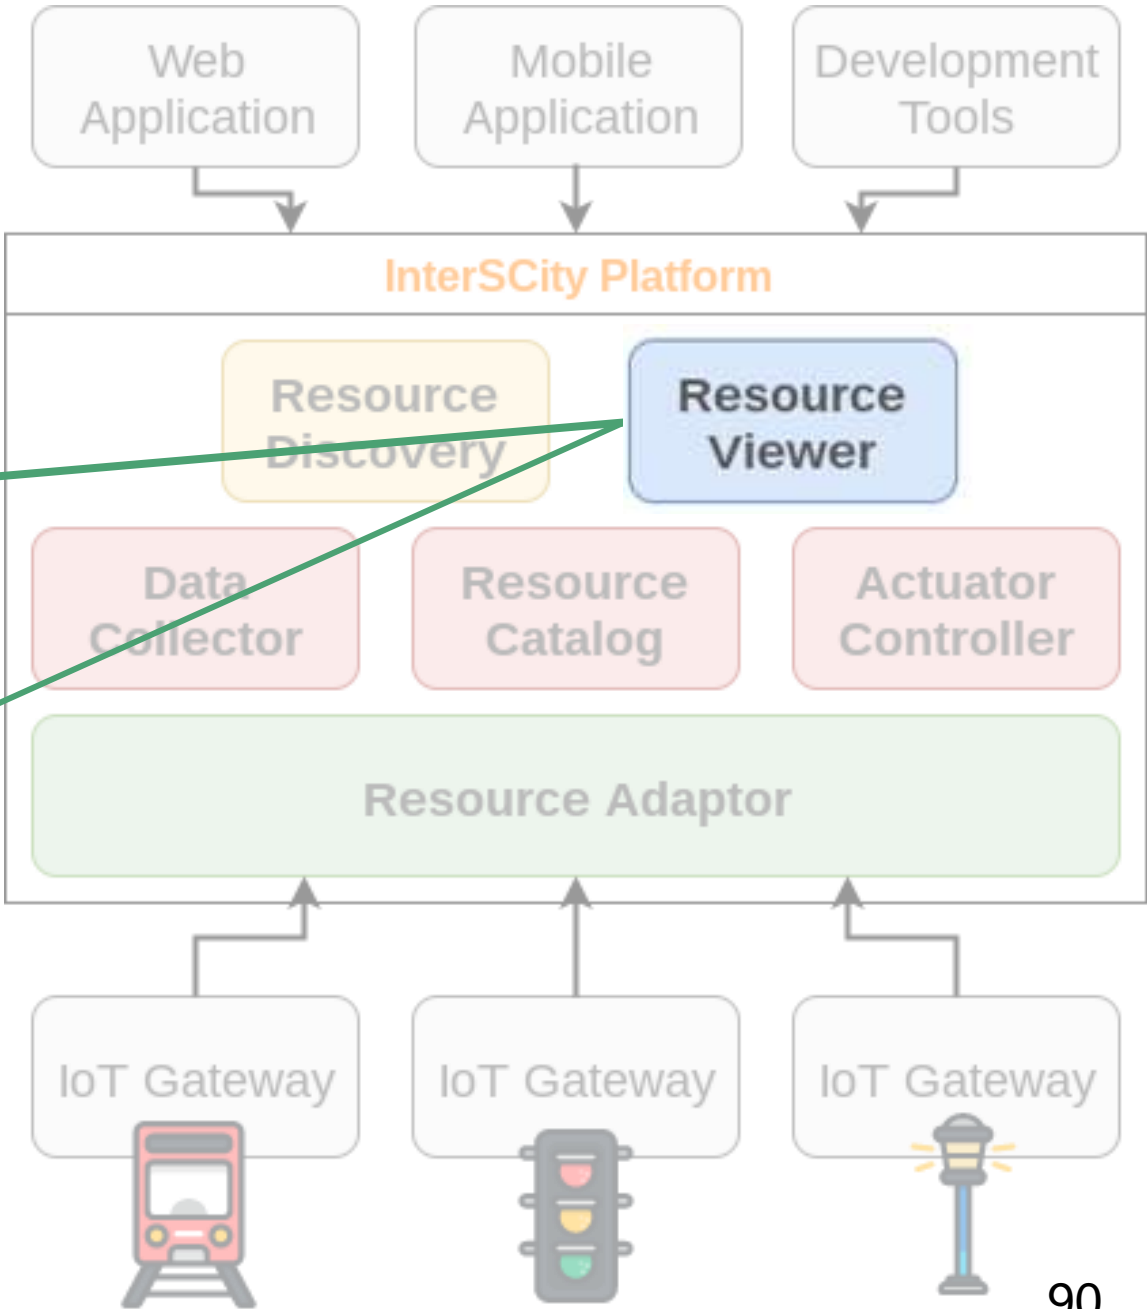 Web
Application
Mobile
Application
Development
Tools
InterSCity Platform
Resource
Discovery
Resource
Viewer
Data
Collector
Resource
Catalog
Actuator
Controller
Resource Adaptor
IoT Gateway
IoT Gateway
IoT Gateway
90